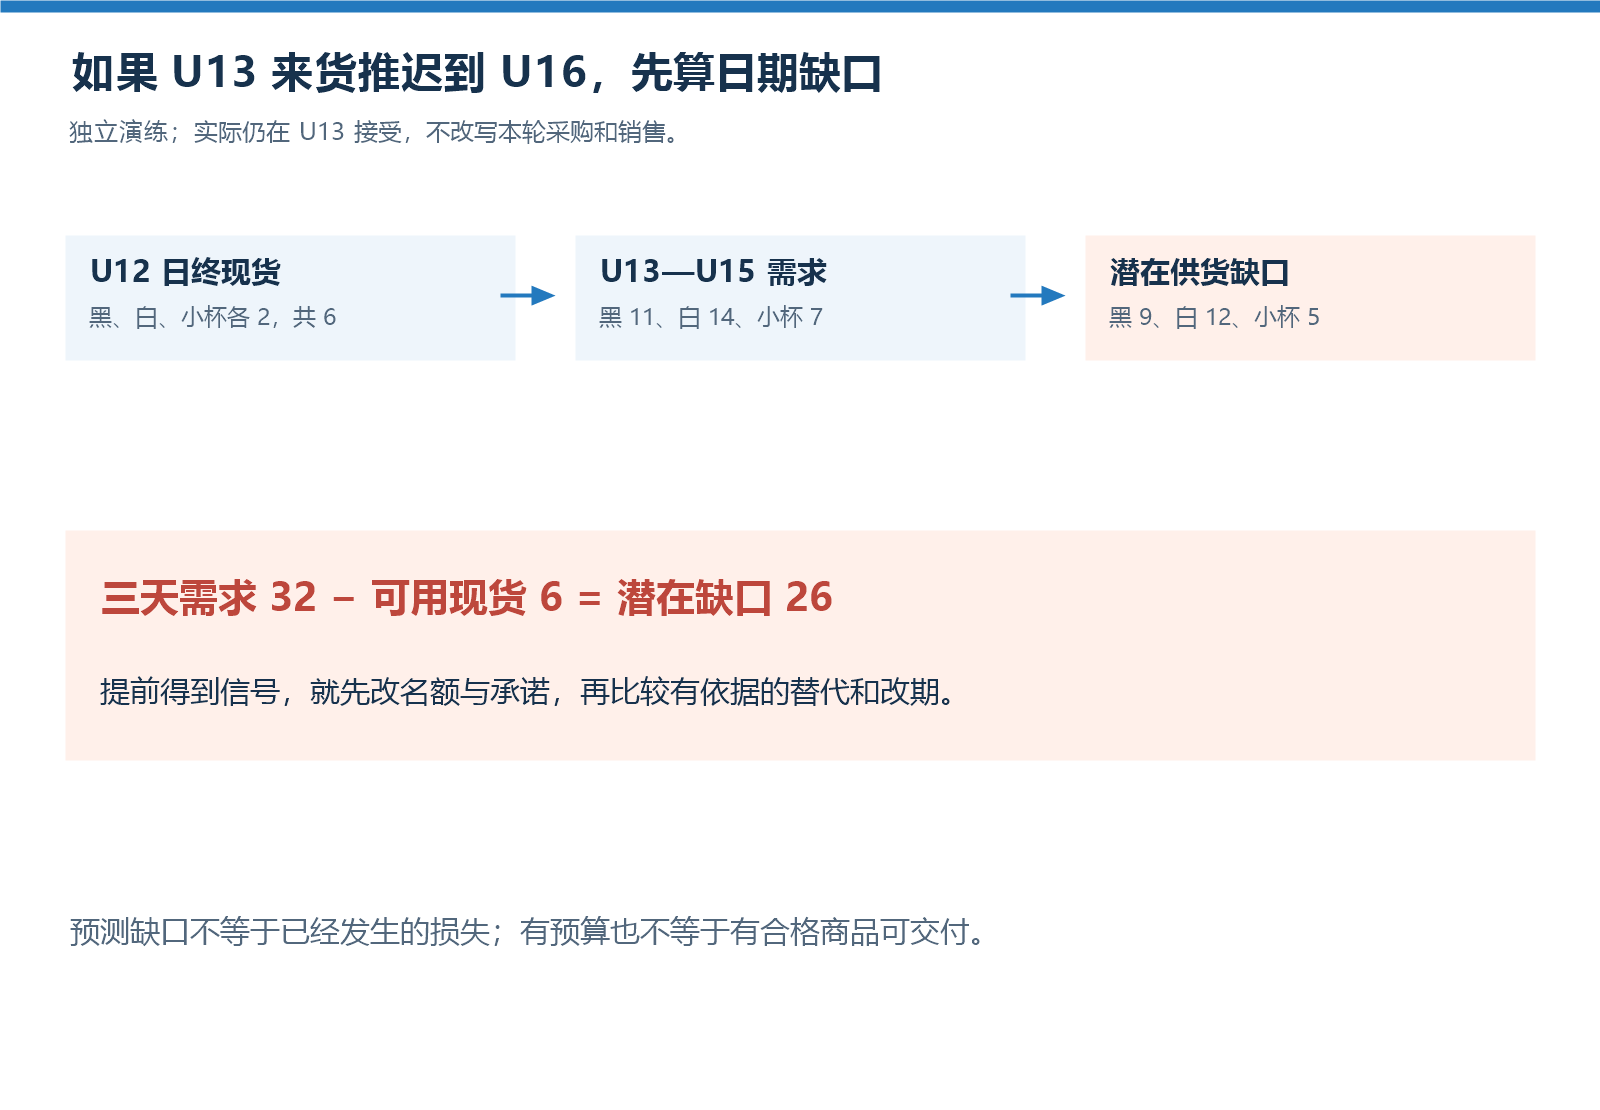 如果 U13 来货推迟到 U16，先算日期缺口
独立演练；实际仍在 U13 接受，不改写本轮采购和销售。
U12 日终现货
黑、白、小杯各 2，共 6
U13—U15 需求
黑 11、白 14、小杯 7
潜在供货缺口
黑 9、白 12、小杯 5
三天需求 32 − 可用现货 6 = 潜在缺口 26
提前得到信号，就先改名额与承诺，再比较有依据的替代和改期。
预测缺口不等于已经发生的损失；有预算也不等于有合格商品可交付。